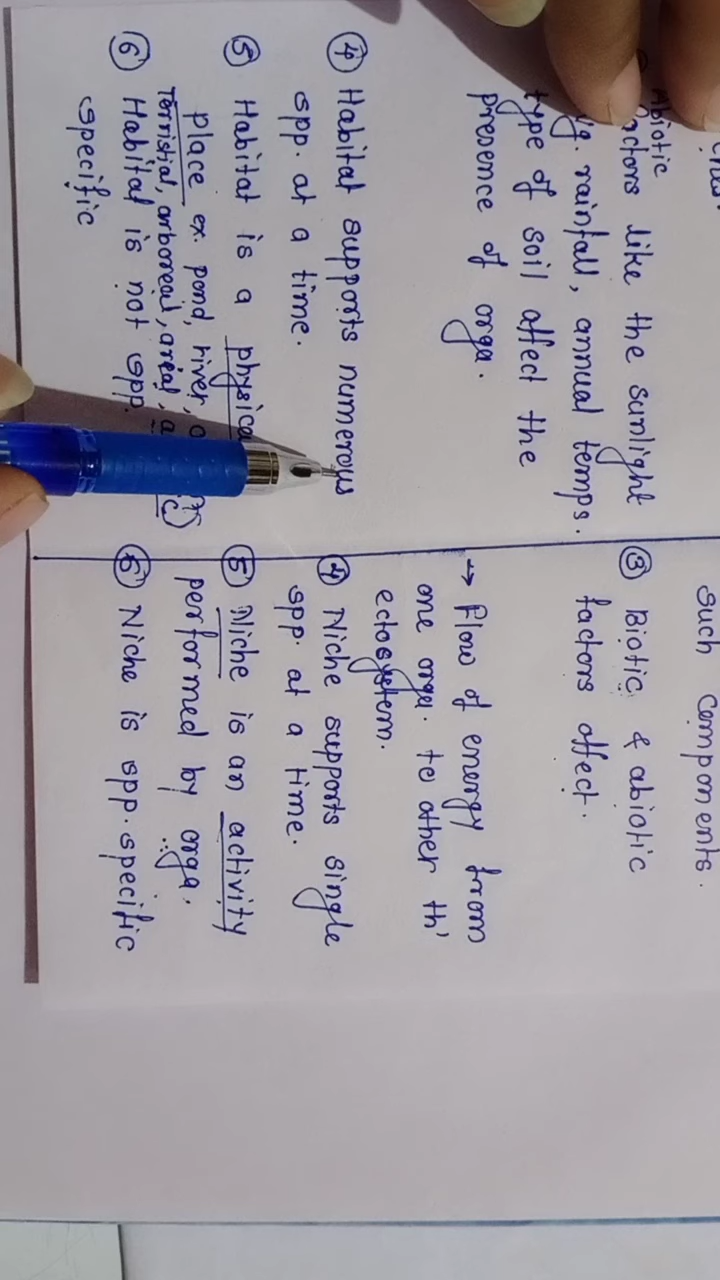 Abiotic
factors like the sunlight
rainfall, annual temps.
type of soil affect the
presence of orga.
④ Habitat supports numerous
spp. at a time.
⑤ Habitat is a physica
place ex. pond, river,
Terristial, arboreal, areal,
⑥ Habitat is not spp.
specific
such components.
③ Biotic & abiotic
factors affect.
→ Flow of energy from
one orga. to other th'
ectosystem.
④ Niche supports single
spp. at a time.
⑤ Niche is an activity
performed by orga.
⑥ Niche is spp. specific